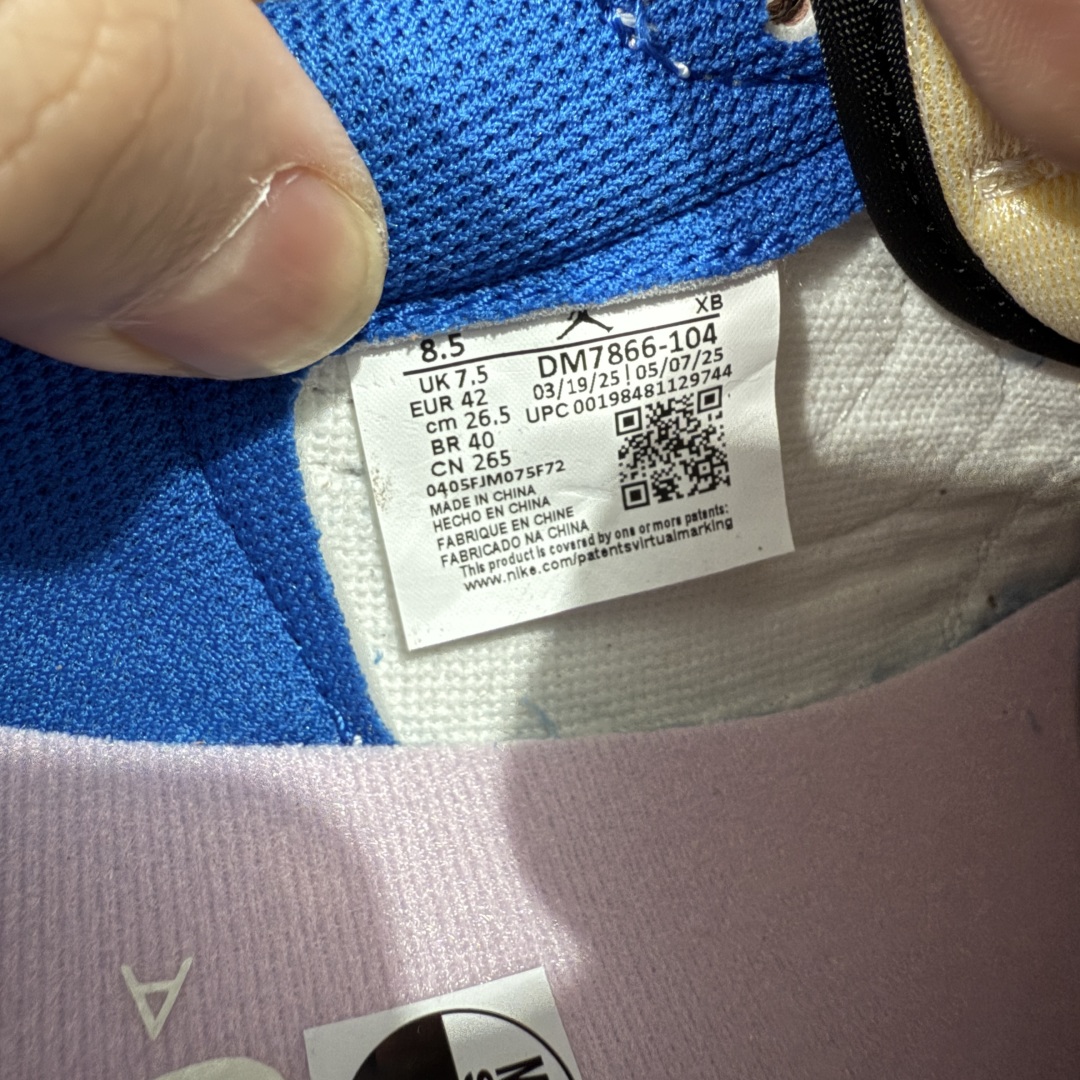 8.5
XB
UK 7.5
DM7866-104
EUR 42
03/19/25 | 05/07/25
cm 26.5
UPC 00198481129744
BR 40
CN 265
0405FJM075F72
MADE IN CHINA
HECHO EN CHINA
FABRIQUE EN CHINE
FABRICADO NA CHINA
This product is covered by one or more patents:
www.nike.com/patentsvirtualmarking
A